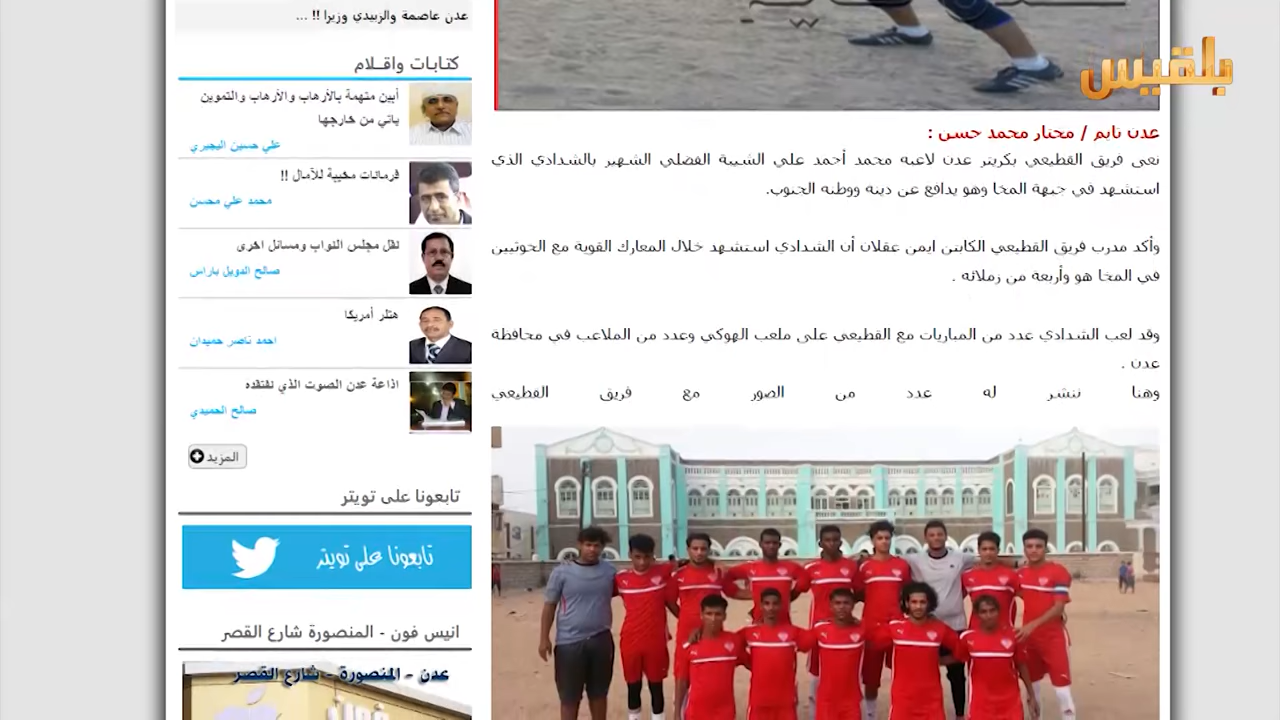 بلقيس
عدن تايم / مختار محمد حسن :
نعى فريق القطيعي بكريتر عدن لاعبه محمد أحمد علي الشيبة الفضلي الشهير بالشدادي الذي
استشهد في جبهة المخا وهو يدافع عن دينه ووطنه الجنوب.
وأكد مدرب فريق القطيعي الكابتن ايمن عقلان أن الشدادي استشهد خلال المعارك القوية مع الحوثيين
في المخا هو وأربعة من زملائه .
وقد لعب الشدادي عدد من المباريات مع القطيعي على ملعب الهوكي وعدد من الملاعب في محافظة
عدن .
وهنا ننشر له عدد من الصور مع فريق القطيعي
عدن عاصمة والزبيدي وزيرا !! ...
كتابات واقلام
أبين متهمة بالأرهاب والأرهاب والتموين
ياتي من خارجها
علي حسين البجيري
فرمانات مخيبة للآمال !!
محمد علي محسن
نقل مجلس النواب ومسائل اخرى
صالح الدويل باراس
هتلر أمريكا
احمد ناصر حميدان
اذاعة عدن الصوت الذي نفتقده
صالح الحميدي
المزيد
تابعونا على تويتر
تابعونا على تويتر
انيس فون - المنصورة شارع القصر
عدن - المنصورة - شارع القصر